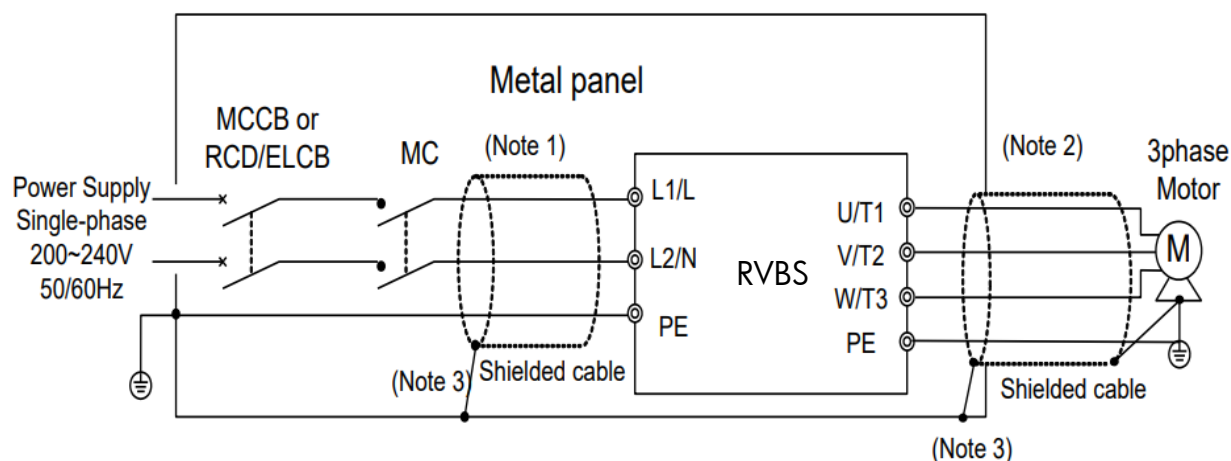 Metal panel
MCCB or
RCD/ELCB
MC
(Note 1)
(Note 2)
3phase
Motor
Power Supply
Single-phase
200~240V
50/60Hz
L1/L
L2/N
PE
RVBS
U/T1
V/T2
W/T3
PE
M
(Note 3)
Shielded cable
Shielded cable
(Note 3)